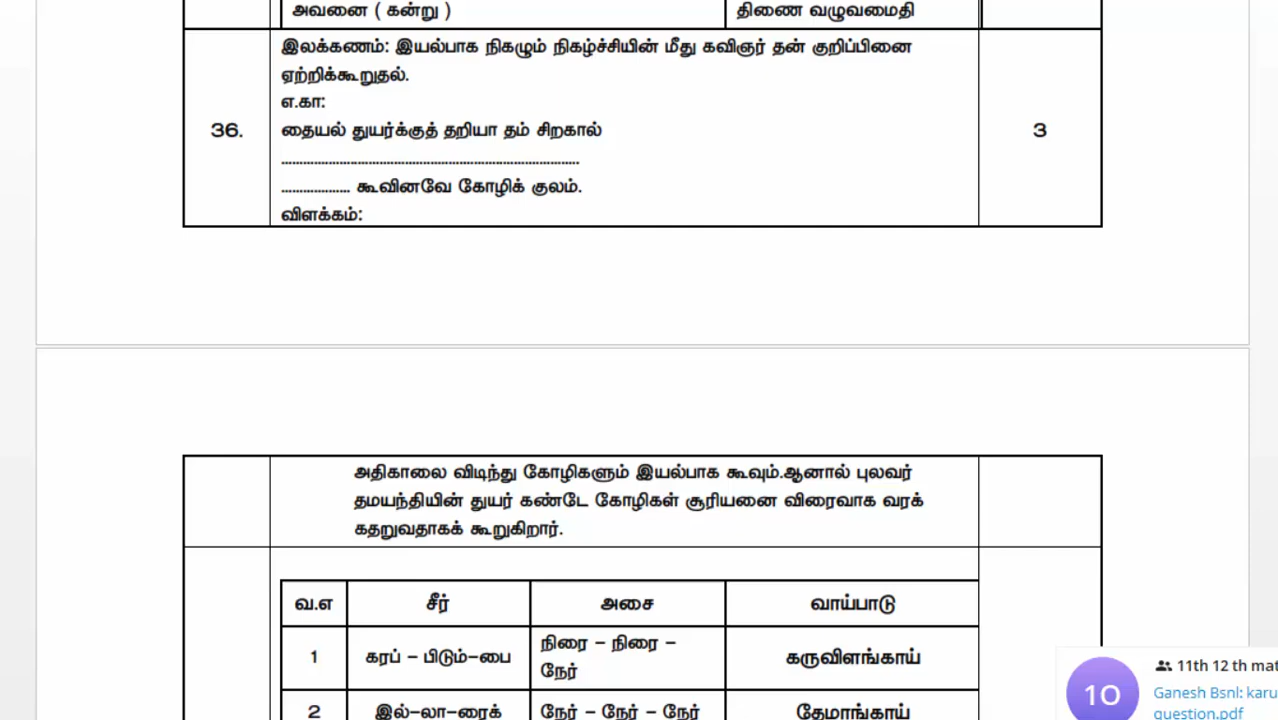 அவனை ( கன்று ) திணை வழுவமைதி
36.
இலக்கணம்: இயல்பாக நிகழும் நிகழ்ச்சியின் மீது கவிஞர் தன் குறிப்பினை
ஏற்றிக்கூறுதல்.
எ.கா:
தையல் துயர்க்குத் தறியா தம் சிறகால்
..................................................................................
................... கூவினவே கோழிக் குலம்.
விளக்கம்:
3
அதிகாலை விடிந்து கோழிகளும் இயல்பாக கூவும்.ஆனால் புலவர்
தமயந்தியின் துயர் கண்டே கோழிகள் சூரியனை விரைவாக வரக்
கதறுவதாகக் கூறுகிறார்.
வ.எ சீர் அசை வாய்பாடு
1 கரப் – பிடும்–பை நிரை – நிரை – நேர் கருவிளங்காய்
2 இல்–லா–ரைக் நேர் – நேர் – நேர் தேமாங்காய்
10
11th 12 th mat
Ganesh Bsnl: karu
question.pdf